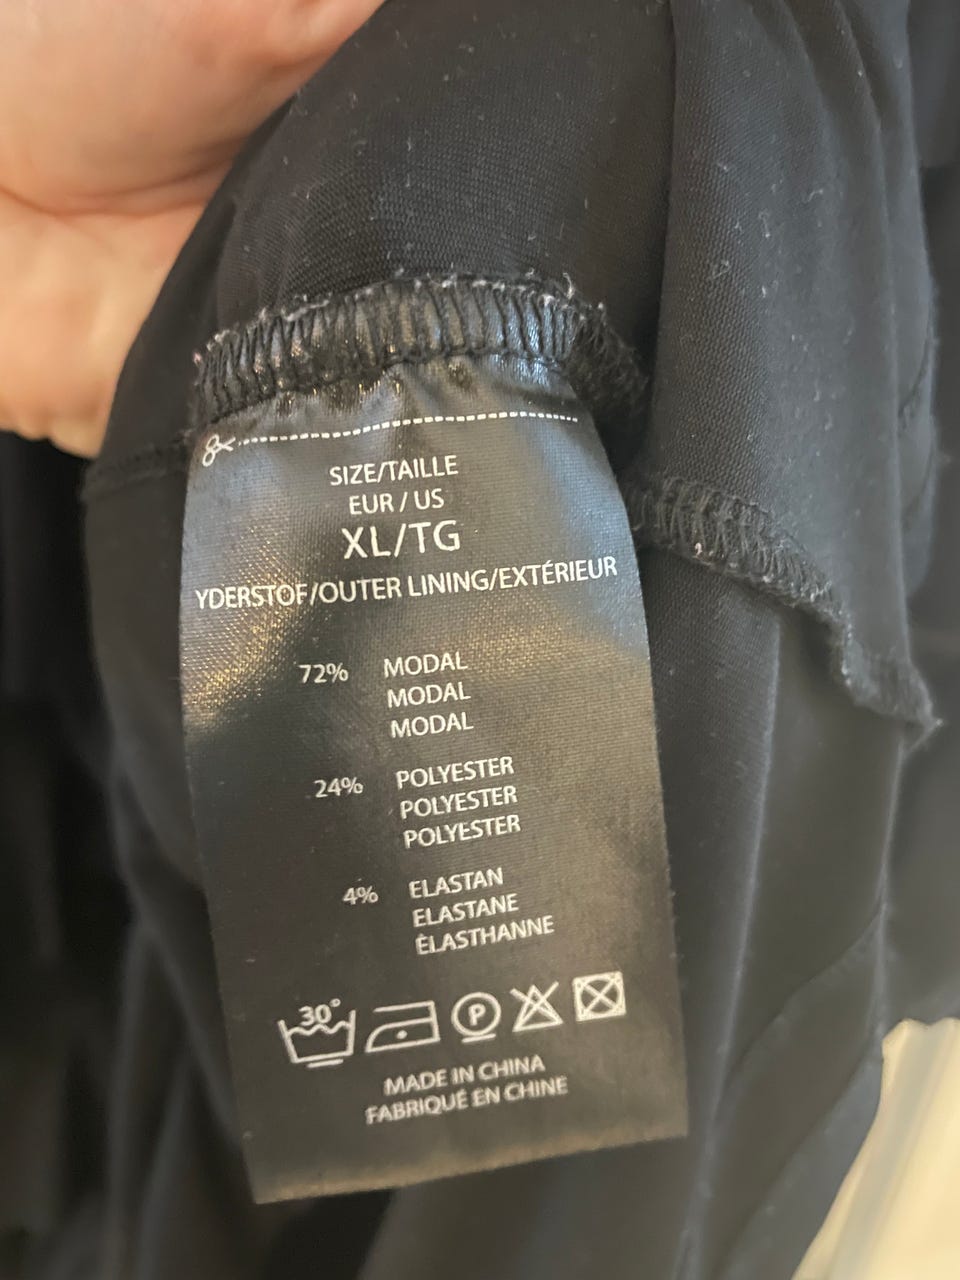 SIZE/TAILLE
EUR / US
XL/TG
YDERSTOF/OUTER LINING/EXTÉRIEUR
72% MODAL
MODAL
MODAL
24% POLYESTER
POLYESTER
POLYESTER
4% ELASTAN
ELASTANE
ÉLASTHANNE
30° P
MADE IN CHINA
FABRIQUÉ EN CHINE